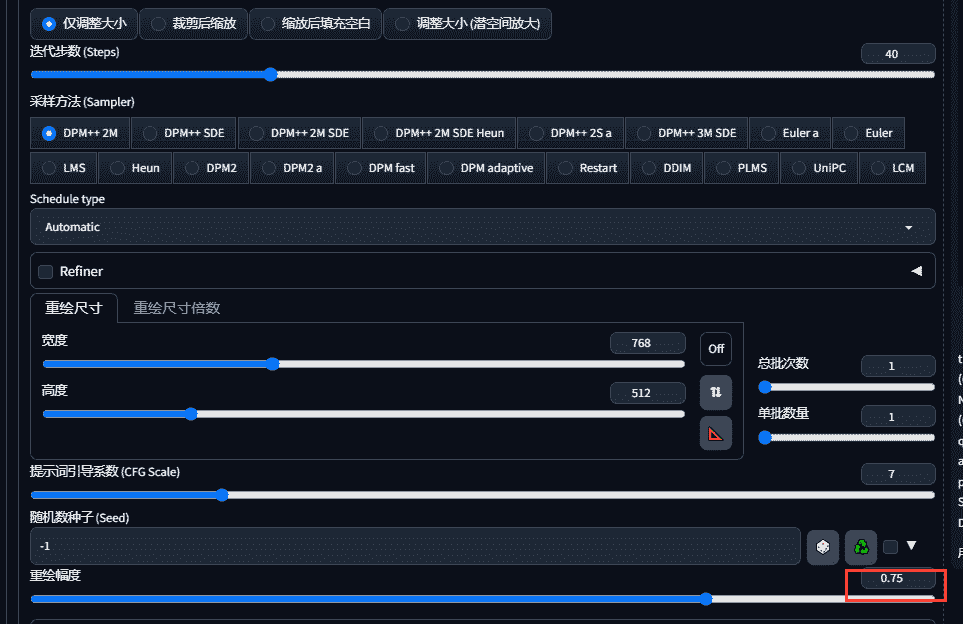 仅调整大小 裁剪后缩放 缩放后填充空白 调整大小 (潜空间放大)
迭代步数 (Steps) 40
采样方法 (Sampler)
DPM++ 2M DPM++ SDE DPM++ 2M SDE DPM++ 2M SDE Heun DPM++ 2S a DPM++ 3M SDE Euler a Euler
LMS Heun DPM2 DPM2 a DPM fast DPM adaptive Restart DDIM PLMS UniPC LCM
Schedule type
Automatic
Refiner
重绘尺寸 重绘尺寸倍数
宽度 768 Off
高度 512
总批次数 1
单批数量 1
提示词引导系数 (CFG Scale) 7
随机数种子 (Seed)
-1
重绘幅度 0.75